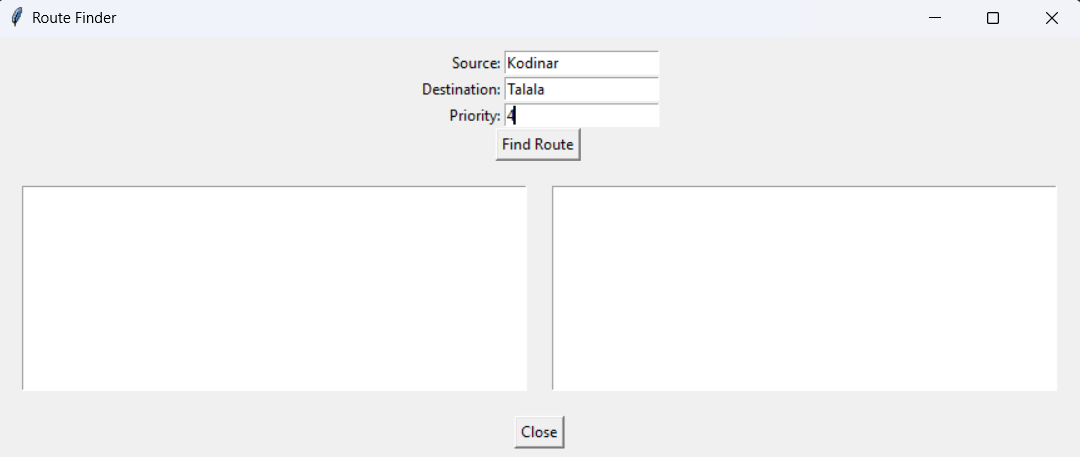 Route Finder
Source: Kodinar
Destination: Talala
Priority: 4
Find Route
Close